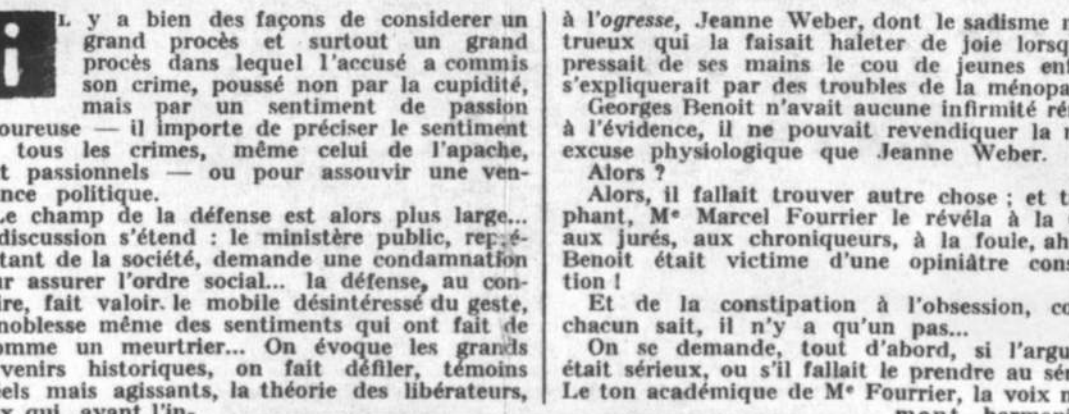 IL y a bien des façons de considerer un
grand procès et surtout un grand
procès dans lequel l'accusé a commis
son crime, poussé non par la cupidité,
mais par un sentiment de passion
oureuse — il importe de préciser le sentiment
tous les crimes, même celui de l'apache,
t passionnels — ou pour assouvir une ven-
nce politique.
Le champ de la défense est alors plus large...
discussion s'étend : le ministère public, repré-
tant de la société, demande une condamnation
ur assurer l'ordre social... la défense, au con-
ire, fait valoir le mobile désintéressé du geste,
noblesse même des sentiments qui ont fait de
omme un meurtrier... On évoque les grands
venirs historiques, on fait défiler, témoins
els mais agissants, la théorie des libérateurs,
x qui, avant l'in-
à l'ogresse, Jeanne Weber, dont le sadisme
trueux qui la faisait haleter de joie lorsq
pressait de ses mains le cou de jeunes en
s'expliquerait par des troubles de la ménopa
Georges Benoit n'avait aucune infirmité ré
à l'évidence, il ne pouvait revendiquer la
excuse physiologique que Jeanne Weber.
Alors ?
Alors, il fallait trouver autre chose ; et t
phant, Me Marcel Fourrier le révéla à la
aux jurés, aux chroniqueurs, à la foule, ah
Benoit était victime d'une opiniâtre cons
tion !
Et de la constipation à l'obsession, co
chacun sait, il n'y a qu'un pas...
On se demande, tout d'abord, si l'argu
était sérieux, ou s'il fallait le prendre au sé
Le ton académique de Me Fourrier, la voix